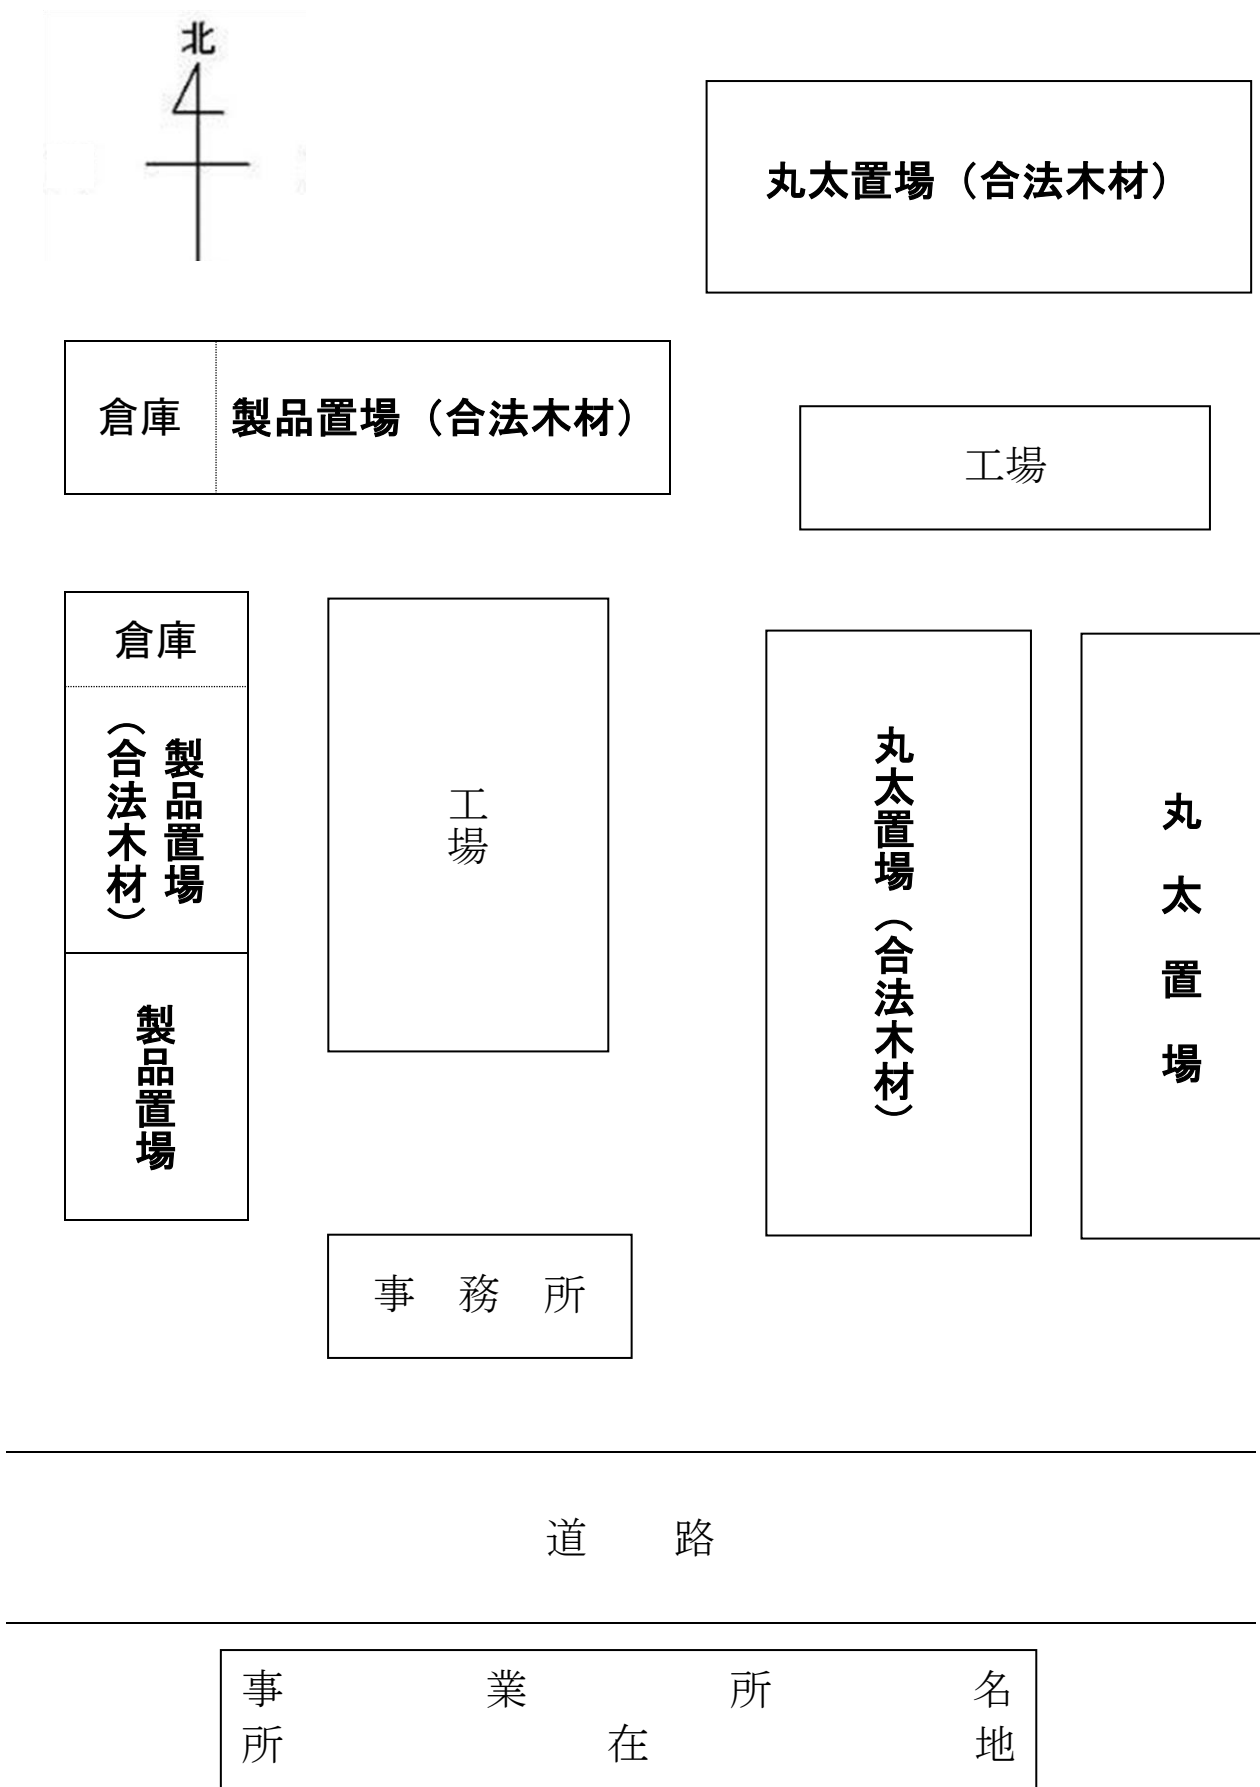 北
丸太置場（合法木材）
倉庫
製品置場（合法木材）
工場
倉庫
製品置場
（合法木材）
製品置場
工場
丸太置場（合法木材）
丸太置場
事　務　所
道　　路
事業所名
所在地